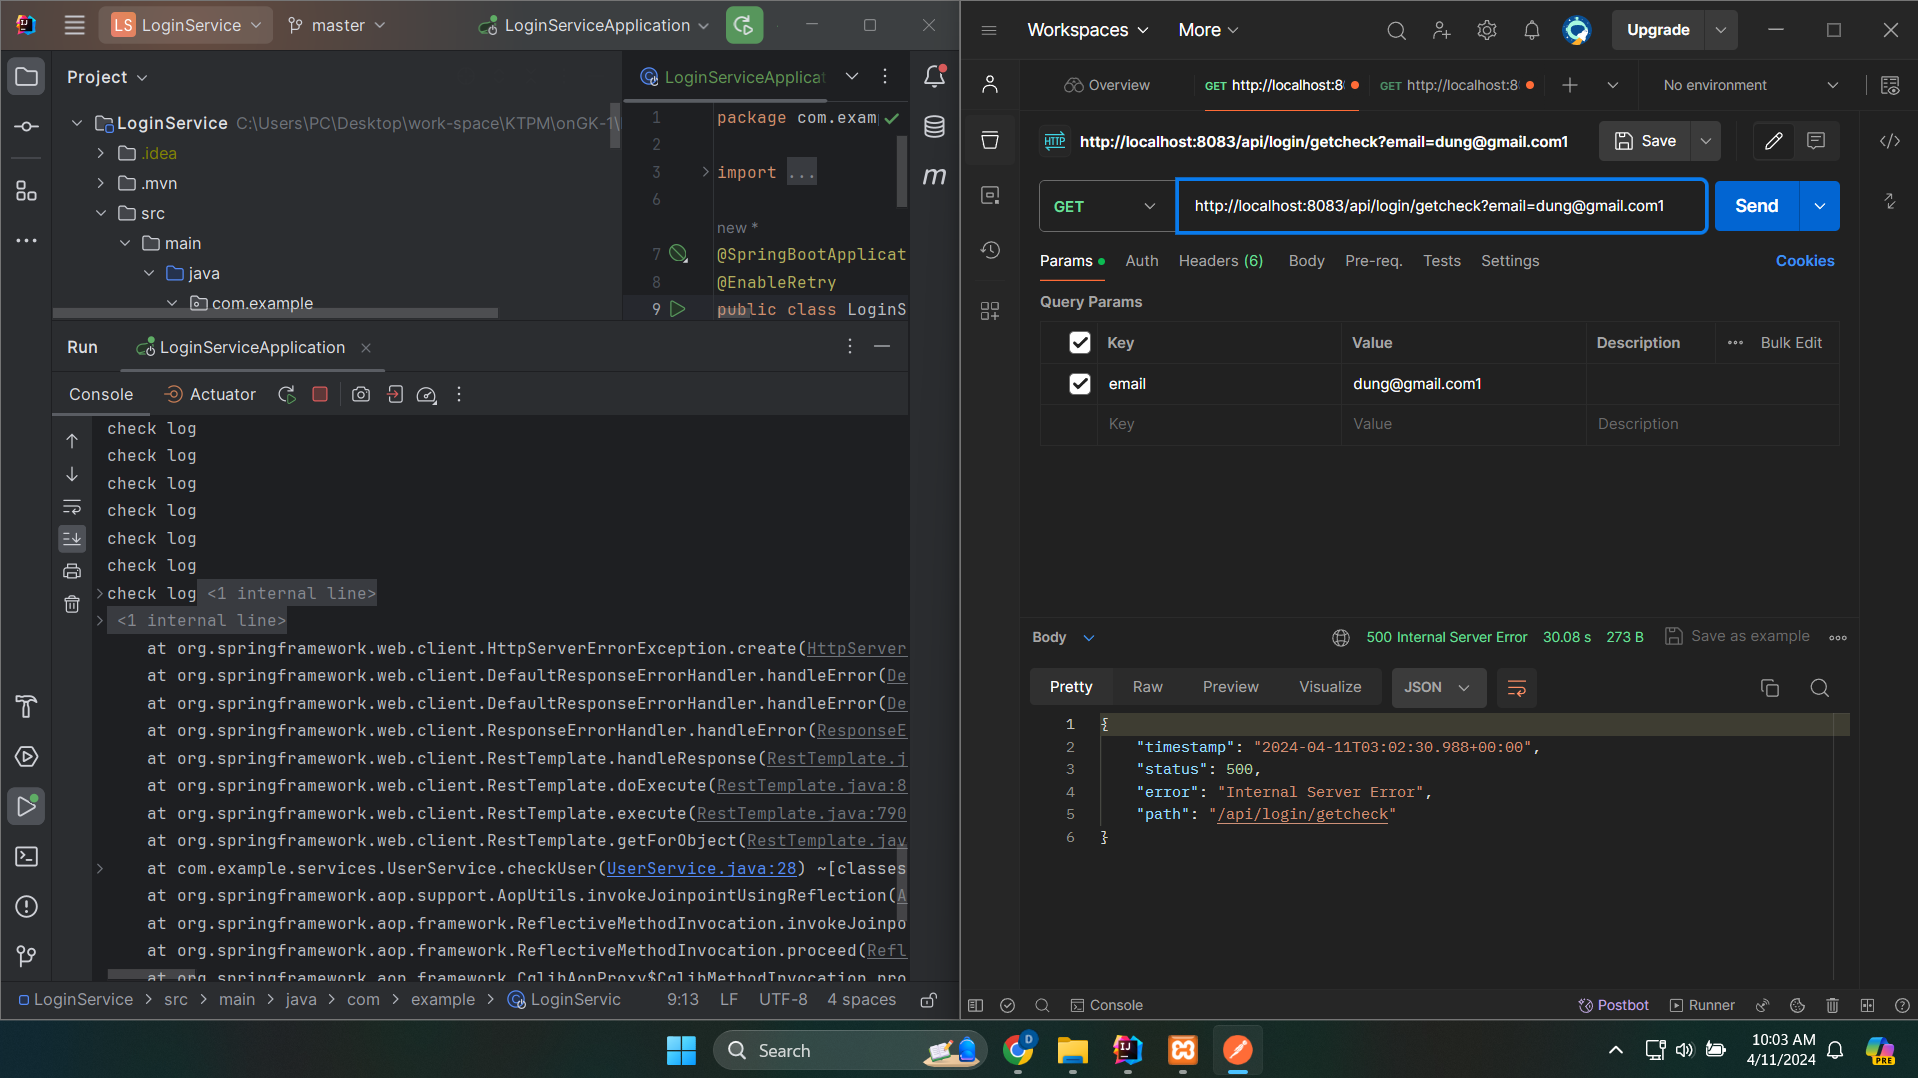 LS LoginService
master
LoginServiceApplication
Project
LoginServiceApplicat
LoginService C:\Users\PC\Desktop\work-space\KTPM\onGK-1\
.idea
.mvn
src
main
java
com.example
1 package com.exam
2
3 import ...
6
new *
7 @SpringBootApplicat
8 @EnableRetry
9 public class LoginS
m
Run
LoginServiceApplication
Console
Actuator
check log
check log
check log
check log
check log
check log
check log <1 internal line>
<1 internal line>
at org.springframework.web.client.HttpServerErrorException.create(HttpServer
at org.springframework.web.client.DefaultResponseErrorHandler.handleError(De
at org.springframework.web.client.DefaultResponseErrorHandler.handleError(De
at org.springframework.web.client.ResponseErrorHandler.handleError(ResponseE
at org.springframework.web.client.RestTemplate.handleResponse(RestTemplate.j
at org.springframework.web.client.RestTemplate.doExecute(RestTemplate.java:8
at org.springframework.web.client.RestTemplate.execute(RestTemplate.java:790
at org.springframework.web.client.RestTemplate.getForObject(RestTemplate.jav
at com.example.services.UserService.checkUser(UserService.java:28) ~[classes
at org.springframework.aop.support.AopUtils.invokeJoinpointUsingReflection(A
at org.springframework.aop.framework.ReflectiveMethodInvocation.invokeJoinpo
at org.springframework.aop.framework.ReflectiveMethodInvocation.proceed(Refl
at org.springframework.aop.framework.CglibAopProxy$CglibMethodInvocation.pro
LoginService > src > main > java > com > example > LoginServic
9:13 LF UTF-8 4 spaces
Workspaces
More
Upgrade
Overview
GET http://localhost:8
GET http://localhost:8
No environment
HTTP http://localhost:8083/api/login/getcheck?email=dung@gmail.com1
Save
GET
http://localhost:8083/api/login/getcheck?email=dung@gmail.com1
Send
Params Auth Headers (6) Body Pre-req. Tests Settings
Cookies
Query Params
Key Value Description Bulk Edit
email dung@gmail.com1
Key Value Description
Body
500 Internal Server Error 30.08 s 273 B
Save as example
Pretty Raw Preview Visualize JSON
1 {
2 "timestamp": "2024-04-11T03:02:30.988+00:00",
3 "status": 500,
4 "error": "Internal Server Error",
5 "path": "/api/login/getcheck"
6 }
Console
Postbot
Runner
Search
D
IJ
10:03 AM
4/11/2024
PRE